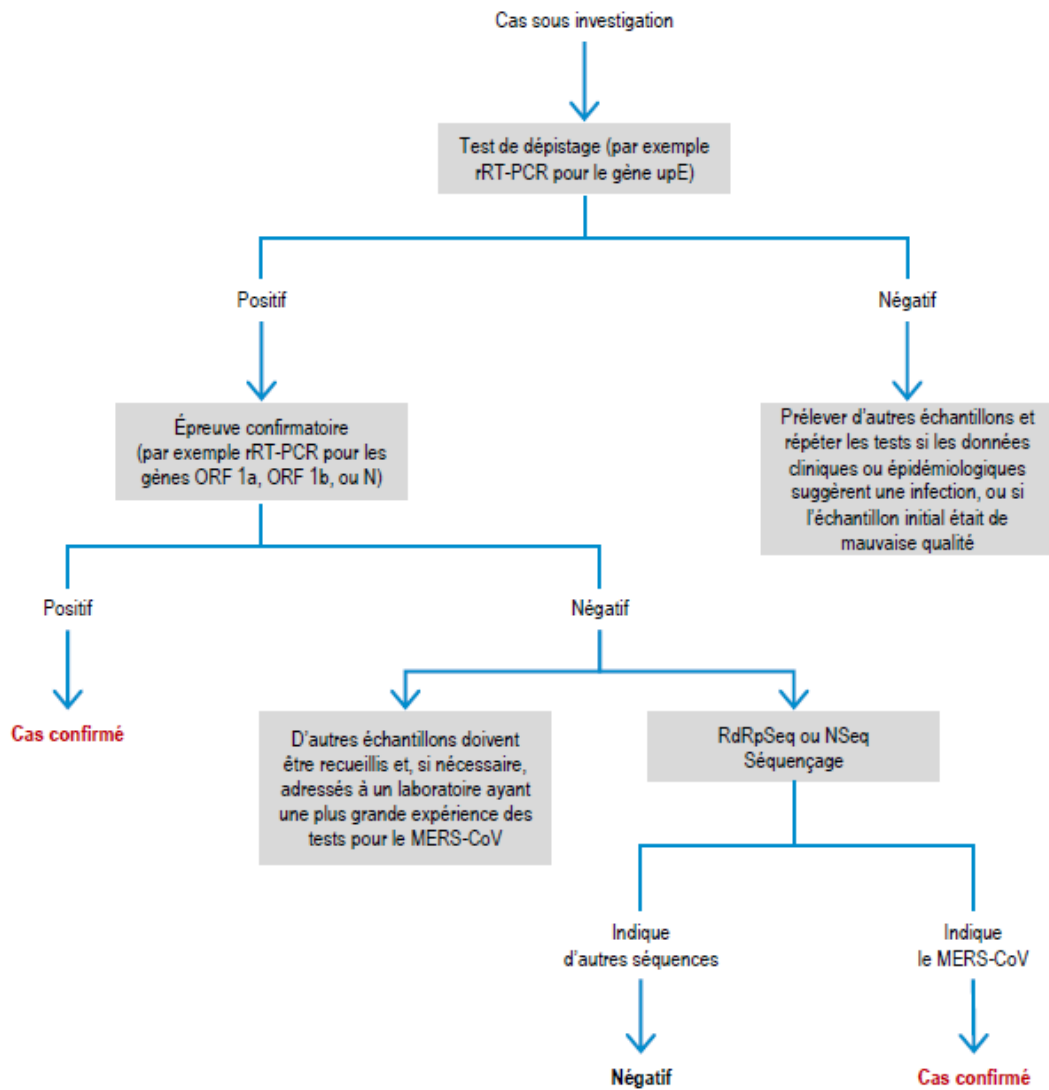 Cas sous investigation
Test de dépistage (par exemple
rRT-PCR pour le gène upE)
Positif
Négatif
Épreuve confirmatoire
(par exemple rRT-PCR pour les
gènes ORF 1a, ORF 1b, ou N)
Prélever d'autres échantillons et
répéter les tests si les données
cliniques ou épidémiologiques
suggèrent une infection, ou si
l'échantillon initial était de
mauvaise qualité
Positif
Négatif
Cas confirmé
D'autres échantillons doivent
être recueillis et, si nécessaire,
adressés à un laboratoire ayant
une plus grande expérience des
tests pour le MERS-CoV
RdRpSeq ou NSeq
Séquençage
Indique
d'autres séquences
Indique
le MERS-CoV
Négatif
Cas confirmé